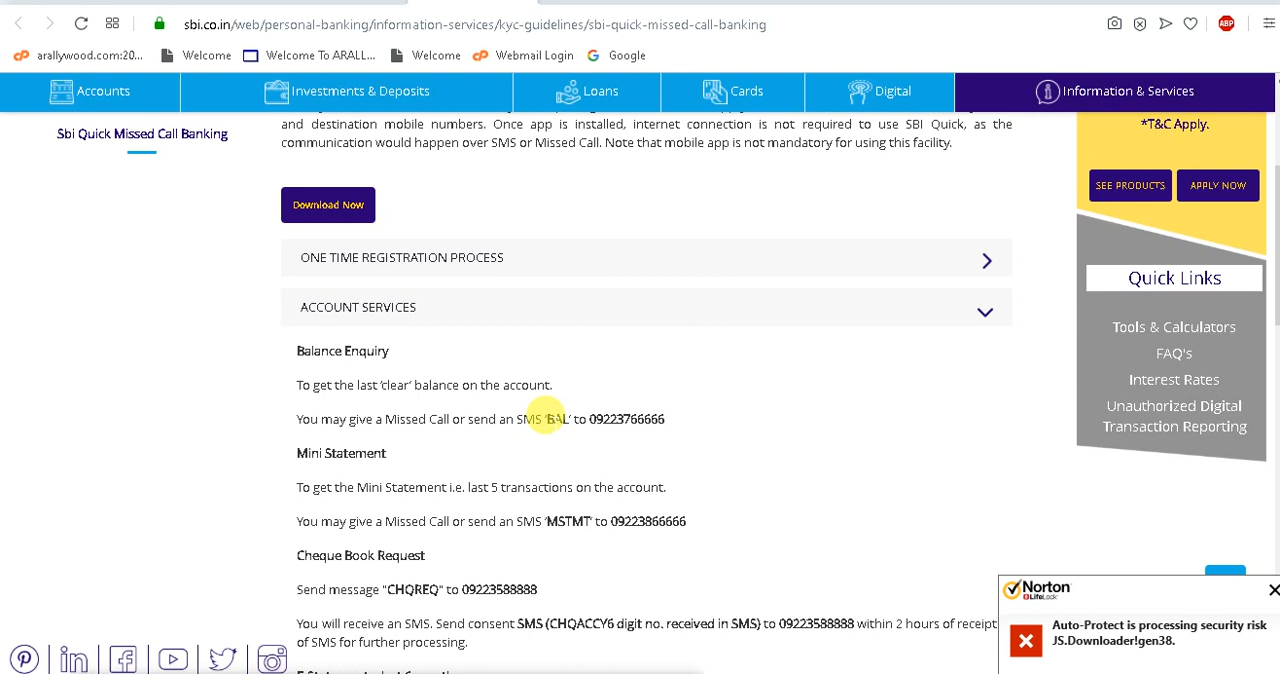 sbi.co.in/web/personal-banking/information-services/kyc-guidelines/sbi-quick-missed-call-banking
ABP
arallywood.com:20... Welcome Welcome To ARALL... Welcome Webmail Login Google
Accounts Investments & Deposits Loans Cards Digital Information & Services
Sbi Quick Missed Call Banking
and destination mobile numbers. Once app is installed, internet connection is not required to use SBI Quick, as the
communication would happen over SMS or Missed Call. Note that mobile app is not mandatory for using this facility.
Download Now
ONE TIME REGISTRATION PROCESS
ACCOUNT SERVICES
Balance Enquiry
To get the last ‘clear’ balance on the account.
You may give a Missed Call or send an SMS ‘BAL’ to 09223766666
Mini Statement
To get the Mini Statement i.e. last 5 transactions on the account.
You may give a Missed Call or send an SMS ‘MSTMT’ to 09223866666
Cheque Book Request
Send message "CHQREQ" to 09223588888
You will receive an SMS. Send consent SMS (CHQACCY6 digit no. received in SMS) to 09223588888 within 2 hours of receipt
of SMS for further processing.
*T&C Apply.
SEE PRODUCTS APPLY NOW
Quick Links
Tools & Calculators
FAQ's
Interest Rates
Unauthorized Digital
Transaction Reporting
Norton
LifeLock
Auto-Protect is processing security risk
JS.Downloader!gen38.